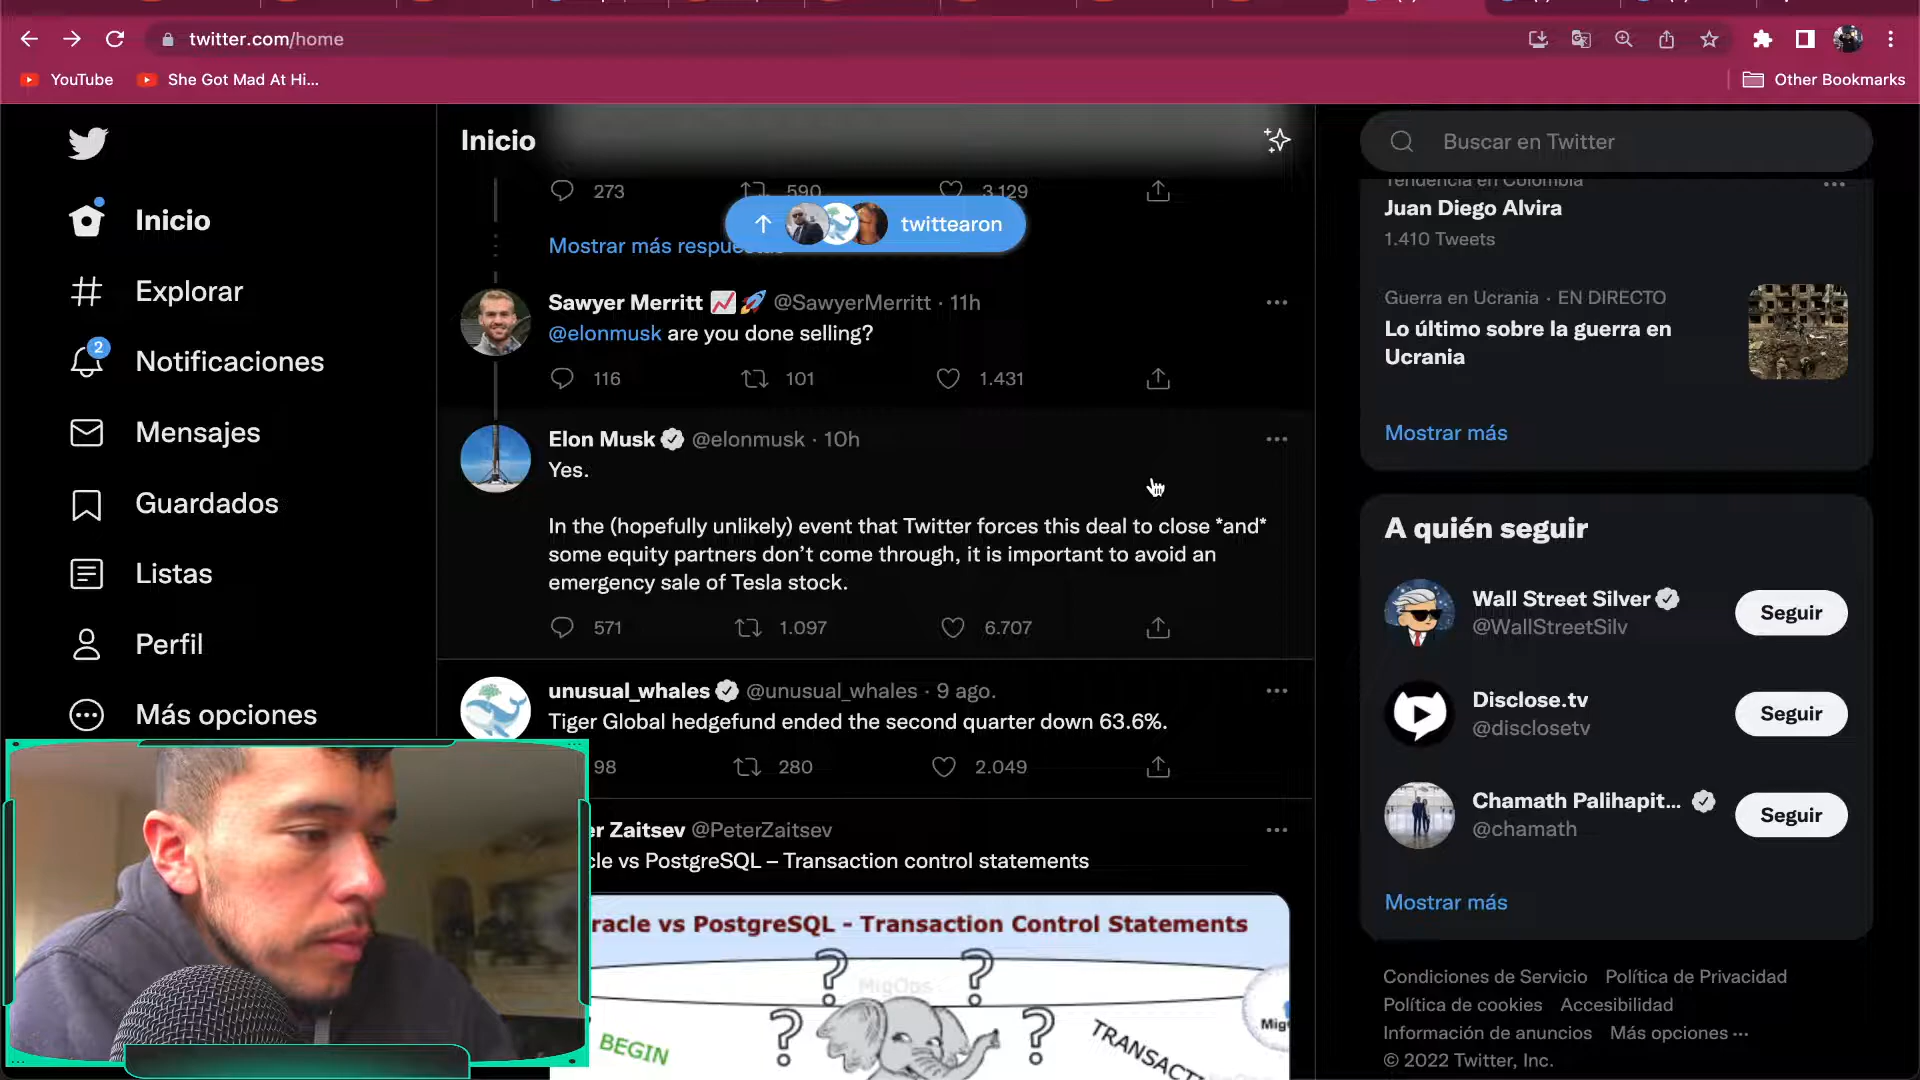 twitter.com/home
YouTube
She Got Mad At Hi...
Other Bookmarks
Inicio
Explorar
2
Notificaciones
Mensajes
Guardados
Listas
Perfil
Más opciones
Inicio
273 590 3.129
twittearon
Mostrar más
Sawyer Merritt @SawyerMerritt · 11h
@elonmusk are you done selling?
116 101 1.431
Elon Musk @elonmusk · 10h
Yes.
In the (hopefully unlikely) event that Twitter forces this deal to close *and*
some equity partners don't come through, it is important to avoid an
emergency sale of Tesla stock.
571 1.097 6.707
unusual_whales @unusual_whales · 9 ago.
Tiger Global hedgefund ended the second quarter down 63.6%.
98 280 2.049
Zaitsev @PeterZaitsev
vs PostgreSQL – Transaction control statements
vs PostgreSQL - Transaction Control Statements
MigOps
BEGIN
Buscar en Twitter
Tendencia en Colombia
Juan Diego Alvira
1.410 Tweets
Guerra en Ucrania · EN DIRECTO
Lo último sobre la guerra en
Ucrania
Mostrar más
A quién seguir
Wall Street Silver
@WallStreetSilv
Seguir
Disclose.tv
@disclosetv
Seguir
Chamath Palihapit...
@chamath
Seguir
Mostrar más
Condiciones de Servicio Política de Privacidad
Política de cookies Accesibilidad
Información de anuncios Más opciones ···
© 2022 Twitter, Inc.